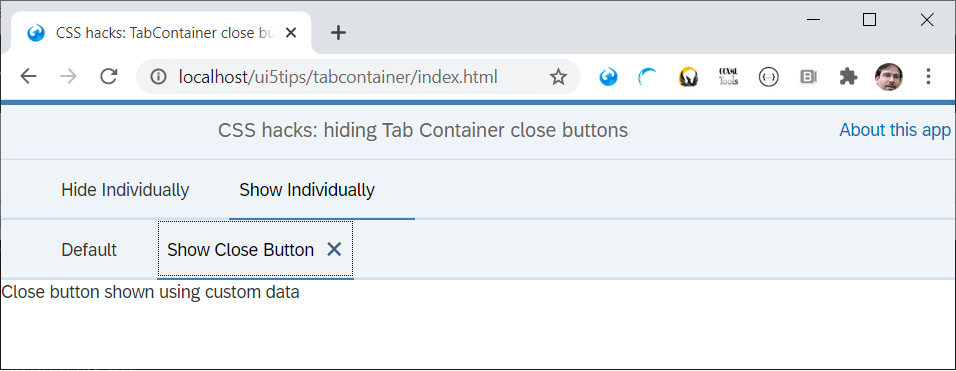 CSS hacks: TabContainer close bu
localhost/ui5tips/tabcontainer/index.html
CSS hacks: hiding Tab Container close buttons
About this app
Hide Individually
Show Individually
Default
Show Close Button
Close button shown using custom data